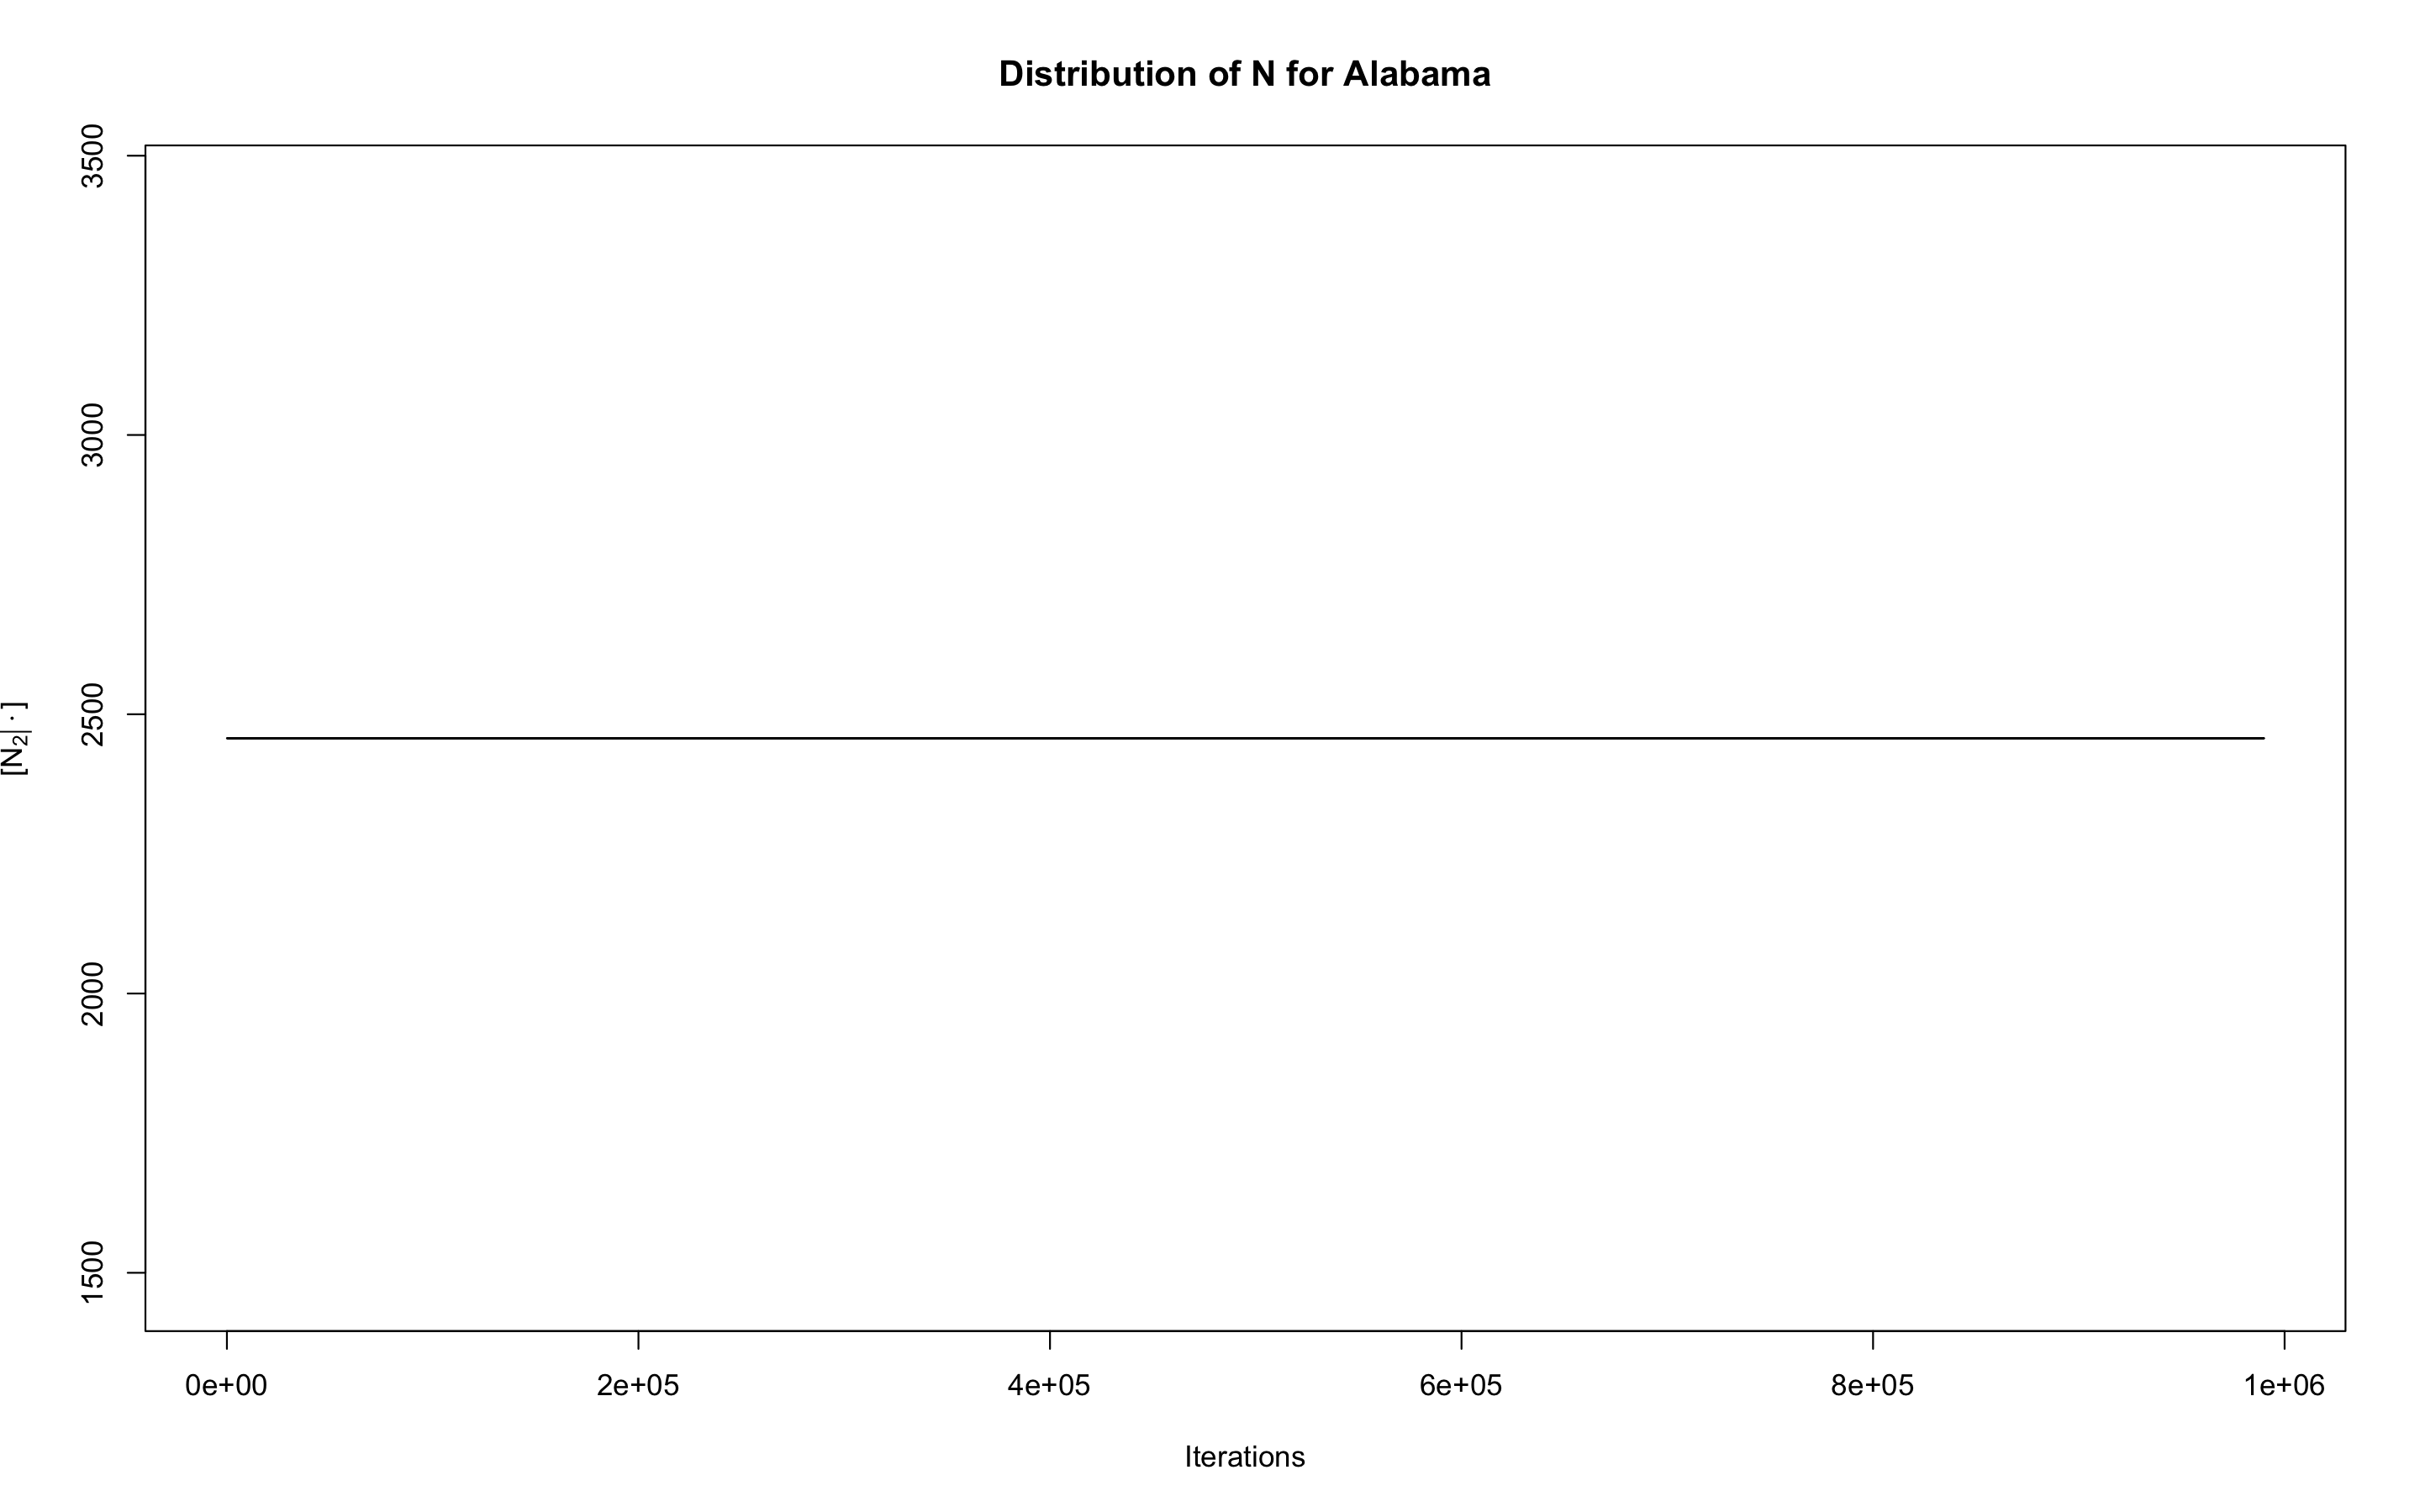 Distribution of N for Alabama
3500
3000
2500
2000
1500
[N₂| · ]
0e+00 2e+05 4e+05 6e+05 8e+05 1e+06
Iterations